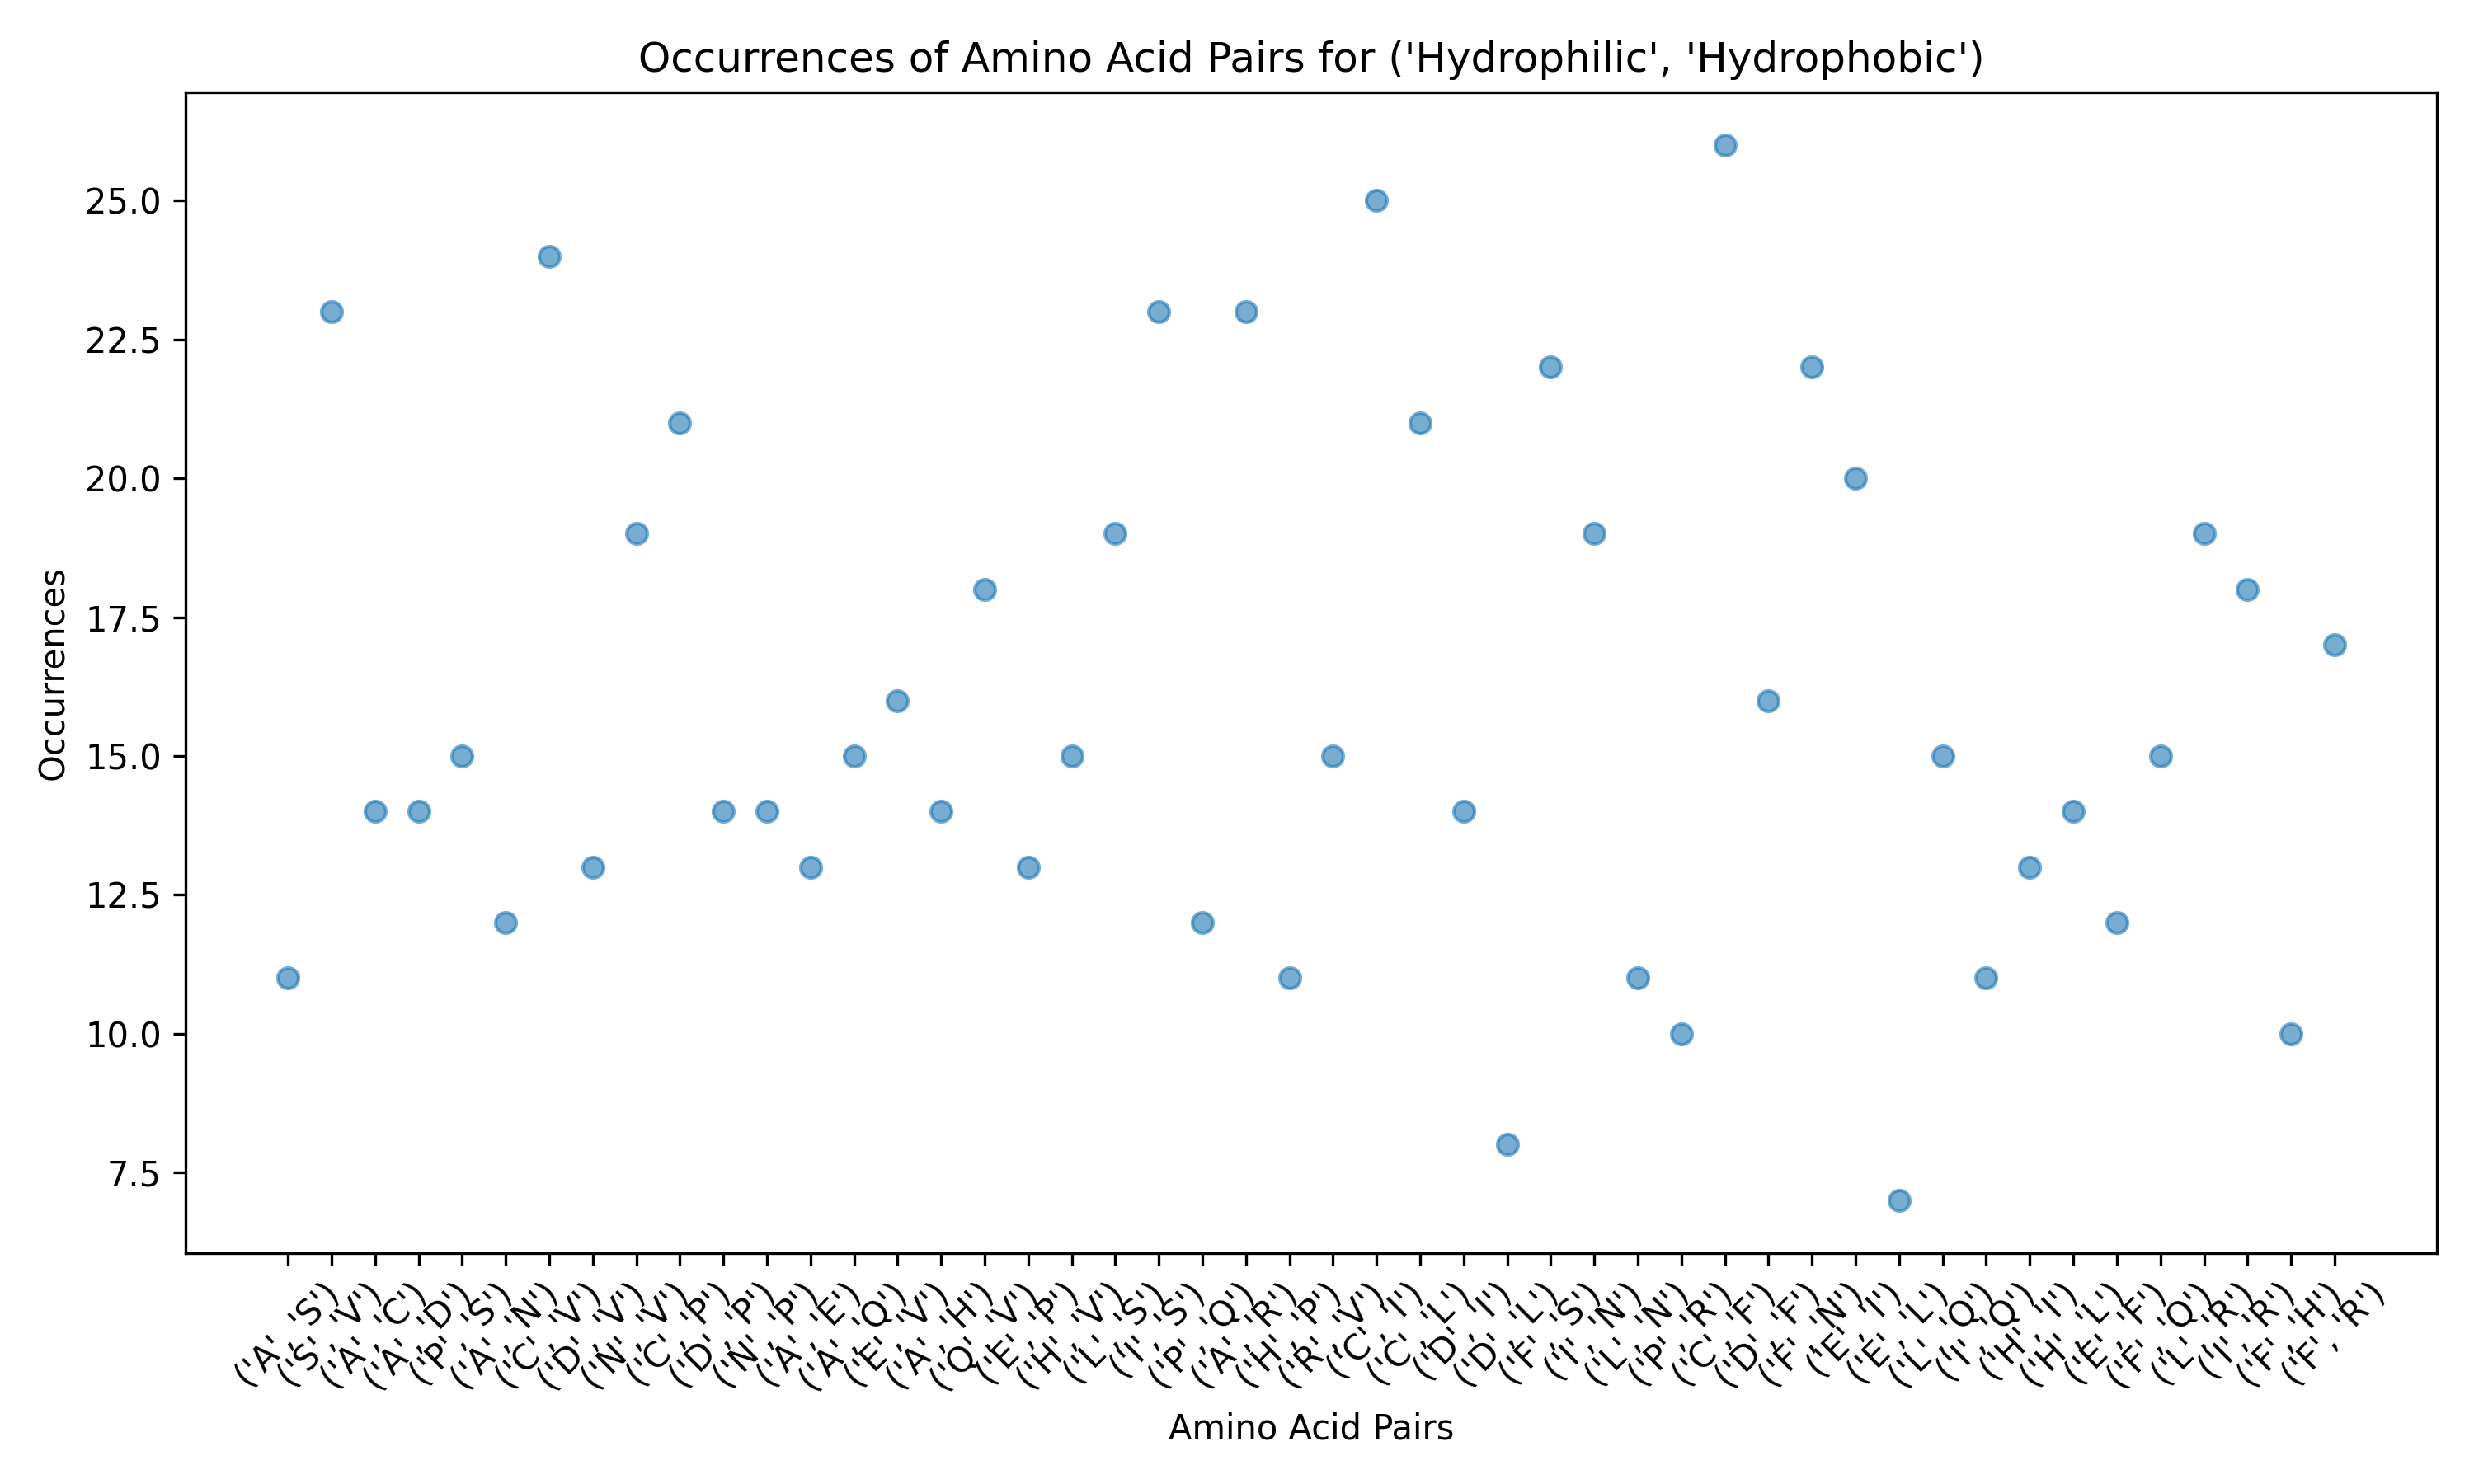 Occurrences of Amino Acid Pairs for ('Hydrophilic', 'Hydrophobic')
Occurrences
25.0
22.5
20.0
17.5
15.0
12.5
10.0
7.5
('A', 'S')
('S', 'V')
('A', 'C')
('A', 'D')
('P', 'S')
('A', 'N')
('C', 'V')
('D', 'V')
('N', 'V')
('C', 'P')
('D', 'P')
('N', 'P')
('A', 'E')
('A', 'Q')
('E', 'V')
('A', 'H')
('Q', 'V')
('E', 'P')
('H', 'V')
('L', 'S')
('I', 'S')
('P', 'Q')
('A', 'R')
('H', 'P')
('R', 'V')
('C', 'I')
('C', 'L')
('D', 'I')
('D', 'L')
('F', 'S')
('I', 'N')
('L', 'N')
('P', 'R')
('C', 'F')
('D', 'F')
('F', 'N')
('E', 'I')
('E', 'L')
('L', 'Q')
('I', 'Q')
('H', 'I')
('H', 'L')
('E', 'F')
('F', 'Q')
('L', 'R')
('I', 'R')
('F', 'H')
('F', 'R')
Amino Acid Pairs